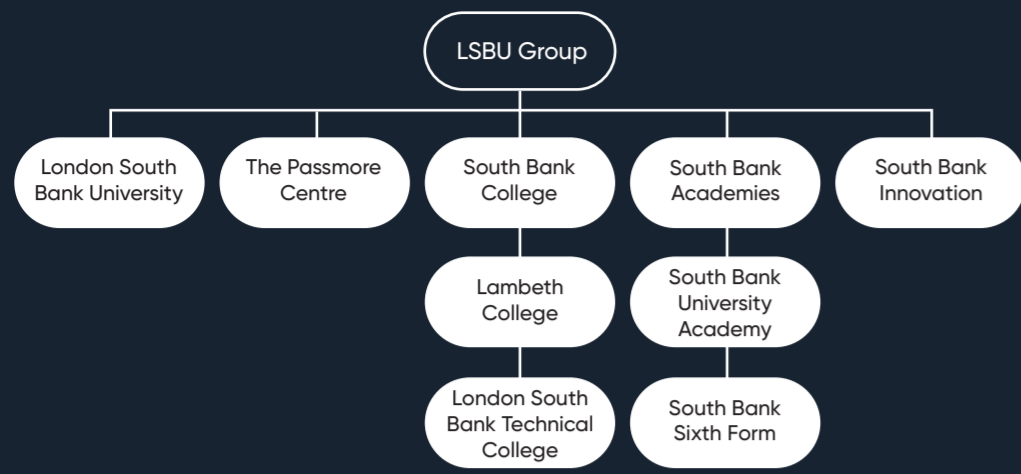 LSBU Group
London South
Bank University
The Passmore
Centre
South Bank
College
South Bank
Academies
South Bank
Innovation
Lambeth
College
South Bank
University
Academy
London South
Bank Technical
College
South Bank
Sixth Form